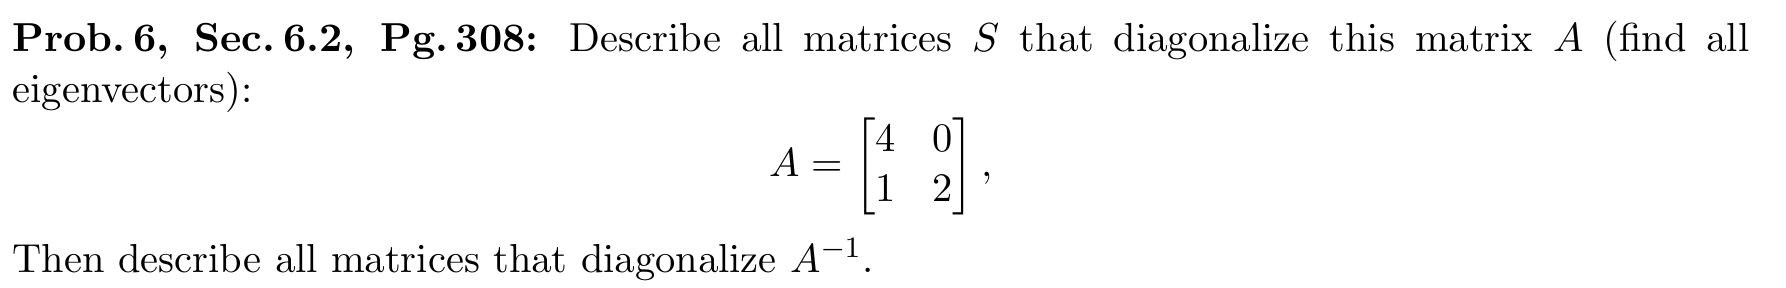 Prob. 6, Sec. 6.2, Pg. 308: Describe all matrices S that diagonalize this matrix A (find all
eigenvectors):
A = [4 0
1 2],
Then describe all matrices that diagonalize A⁻¹.